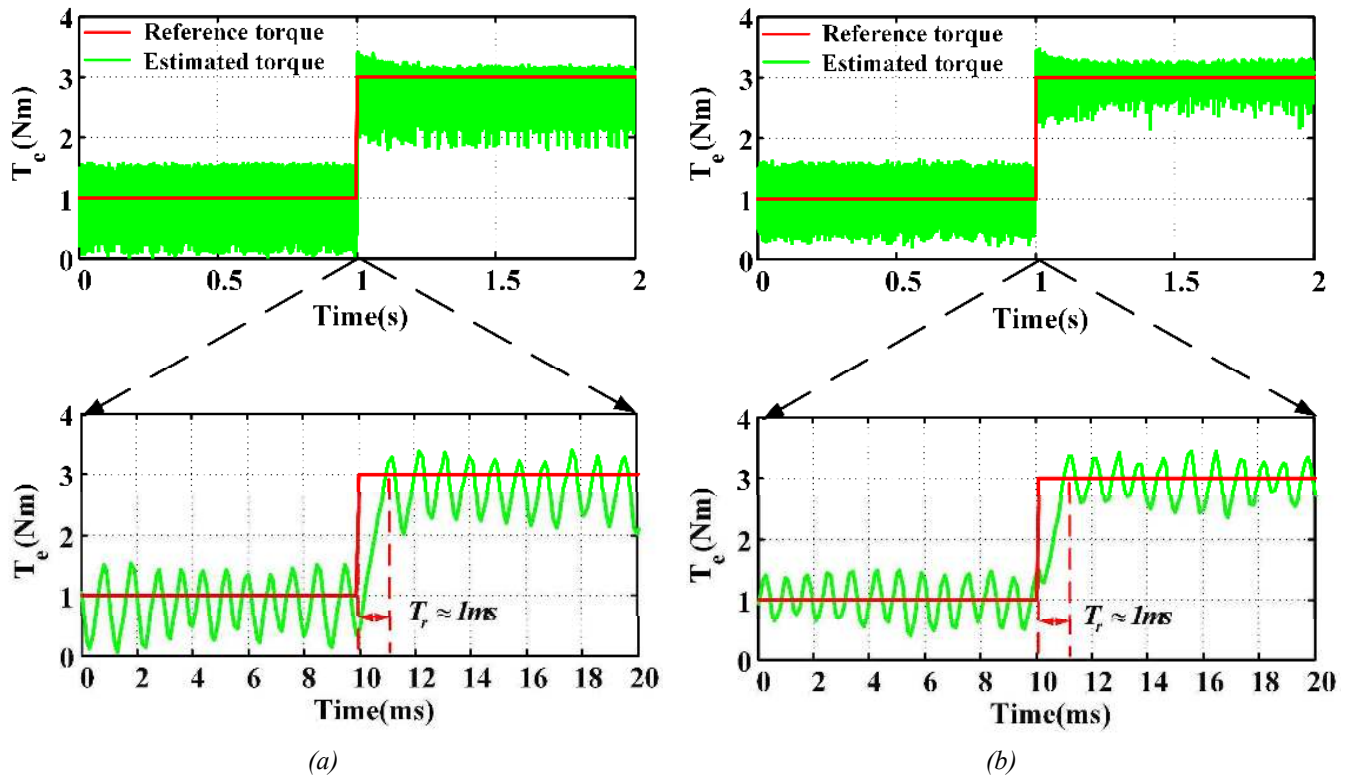 4
Reference torque
Estimated torque
3
2
1
0
T_c (Nm)
0 0.5 1 1.5 2
Time(s)
4
Reference torque
Estimated torque
3
2
1
0
T_e (Nm)
0 0.5 1 1.5 2
Time(s)
4
3
2
1
0
T_e (Nm)
T_r ≈ 1ms
0 2 4 6 8 10 12 14 16 18 20
Time(ms)
(a)
4
3
2
1
0
T_e (Nm)
T_r ≈ 1ms
0 2 4 6 8 10 12 14 16 18 20
Time(ms)
(b)